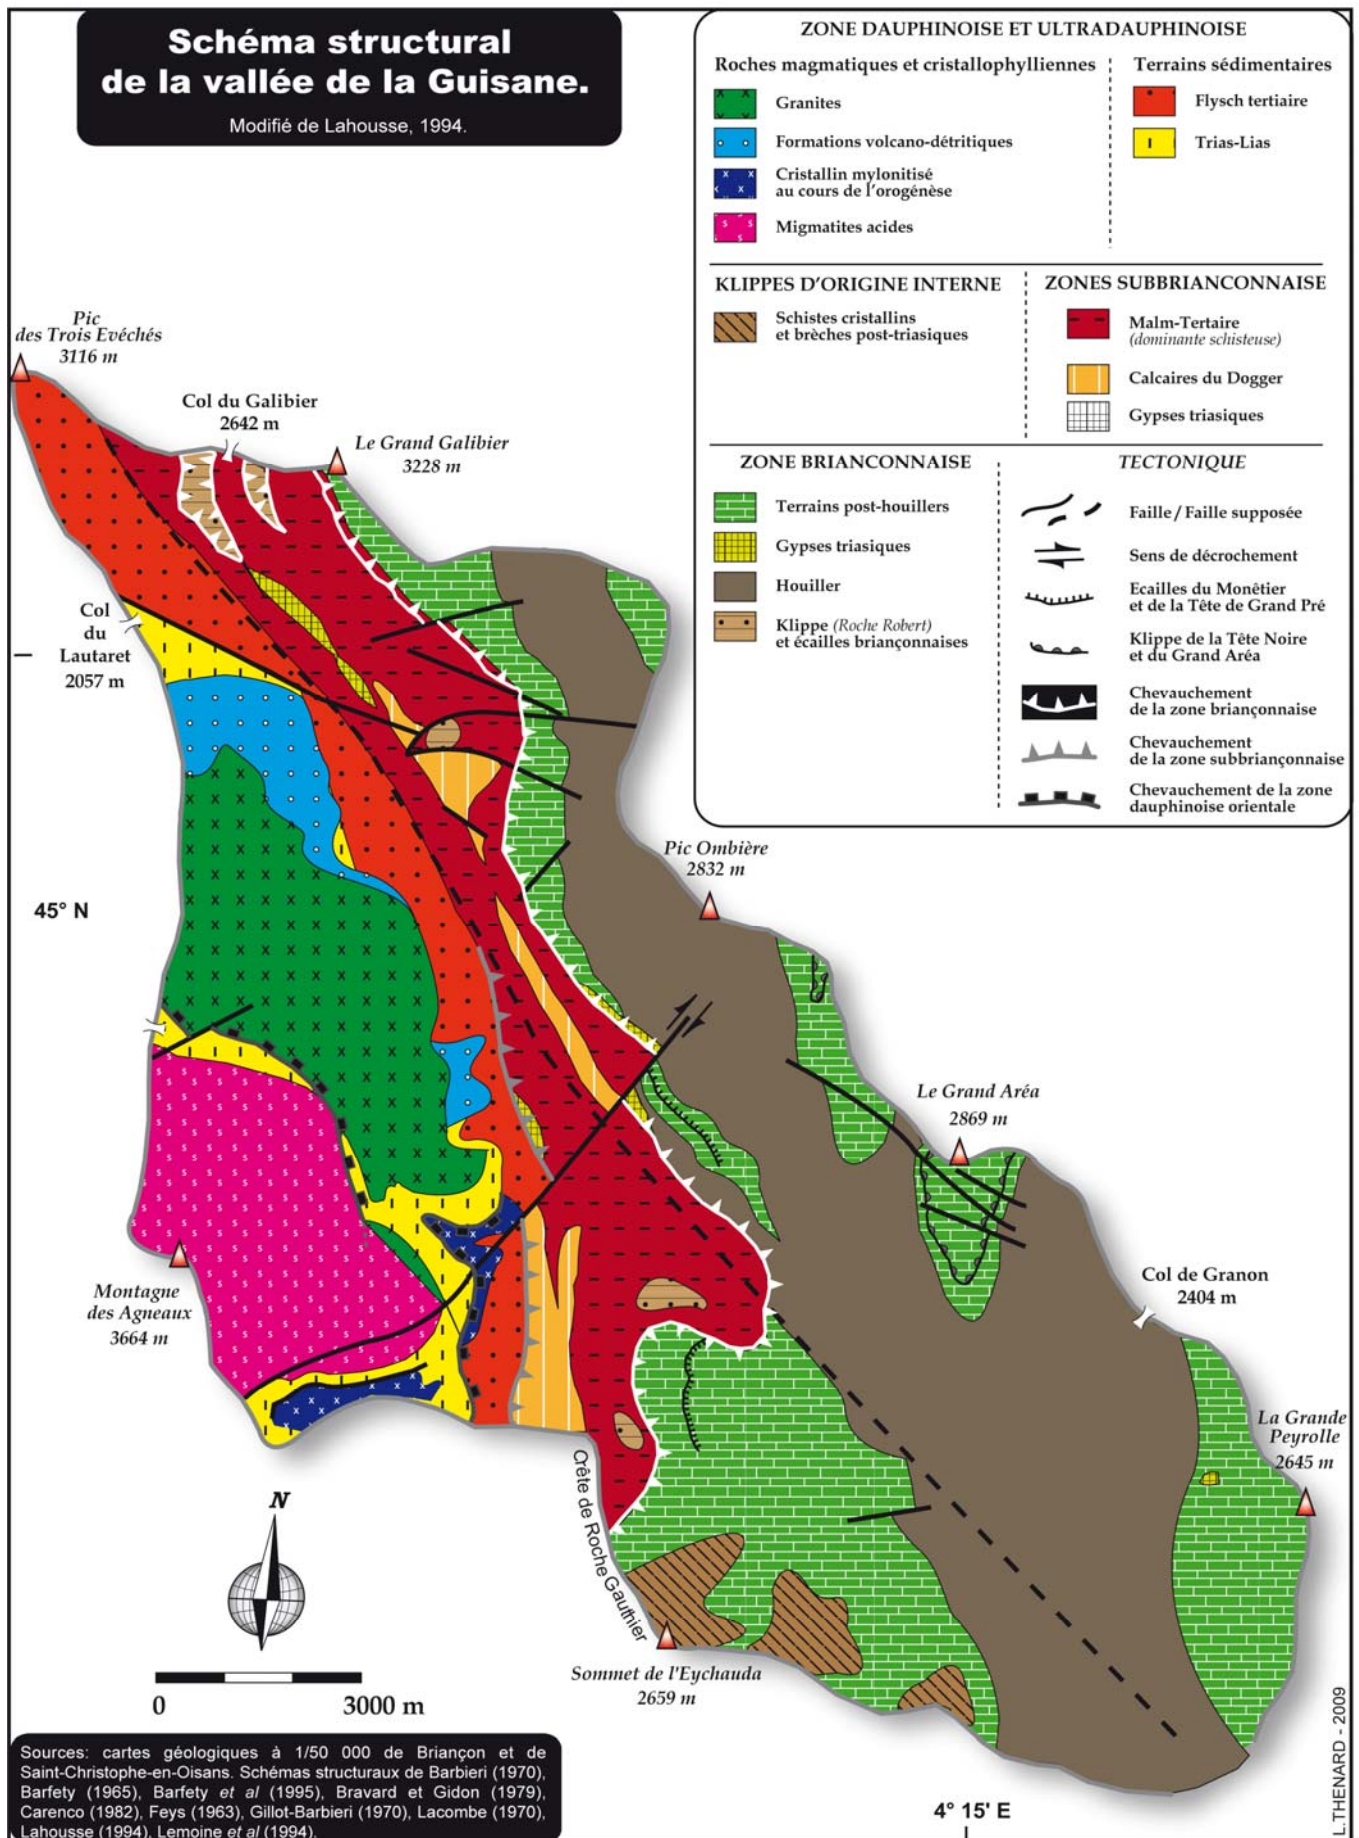 Schéma structural
de la vallée de la Guisane.
Modifié de Lahousse, 1994.
ZONE DAUPHINOISE ET ULTRADAUPHINOISE
Roches magmatiques et cristallophylliennes
Granites
Formations volcano-détritiques
Cristallin mylonitisé
au cours de l'orogénèse
Migmatites acides
Terrains sédimentaires
Flysch tertiaire
Trias-Lias
KLIPPES D'ORIGINE INTERNE
Schistes cristallins
et brèches post-triasiques
ZONES SUBBRIANCONNAISE
Malm-Tertaire
(dominante schisteuse)
Calcaires du Dogger
Gypses triasiques
ZONE BRIANCONNAISE
Terrains post-houillers
Gypses triasiques
Houiller
Klippe (Roche Robert)
et écailles briançonnaises
TECTONIQUE
Faille / Faille supposée
Sens de décrochement
Ecailles du Monêtier
et de la Tête de Grand Pré
Klippe de la Tête Noire
et du Grand Aréa
Chevauchement
de la zone briançonnaise
Chevauchement
de la zone subbriançonnaise
Chevauchement de la zone
dauphinoise orientale
Pic
des Trois Evéchés
3116 m
Col du Galibier
2642 m
Le Grand Galibier
3228 m
Col
du
Lautaret
2057 m
Pic Ombière
2832 m
45° N
Le Grand Aréa
2869 m
Col de Granon
2404 m
Montagne
des Agneaux
3664 m
La Grande
Peyrolle
2645 m
Crête de Roche Gauthier
N
Sommet de l'Eychauda
2659 m
0 3000 m
Sources: cartes géologiques à 1/50 000 de Briançon et de
Saint-Christophe-en-Oisans. Schémas structuraux de Barbieri (1970),
Barfety (1965), Barfety et al (1995), Bravard et Gidon (1979),
Carenco (1982), Feys (1963), Gillot-Barbieri (1970), Lacombe (1970),
Lahousse (1994), Lemoine et al (1994).
4° 15' E
L.THENARD - 2009